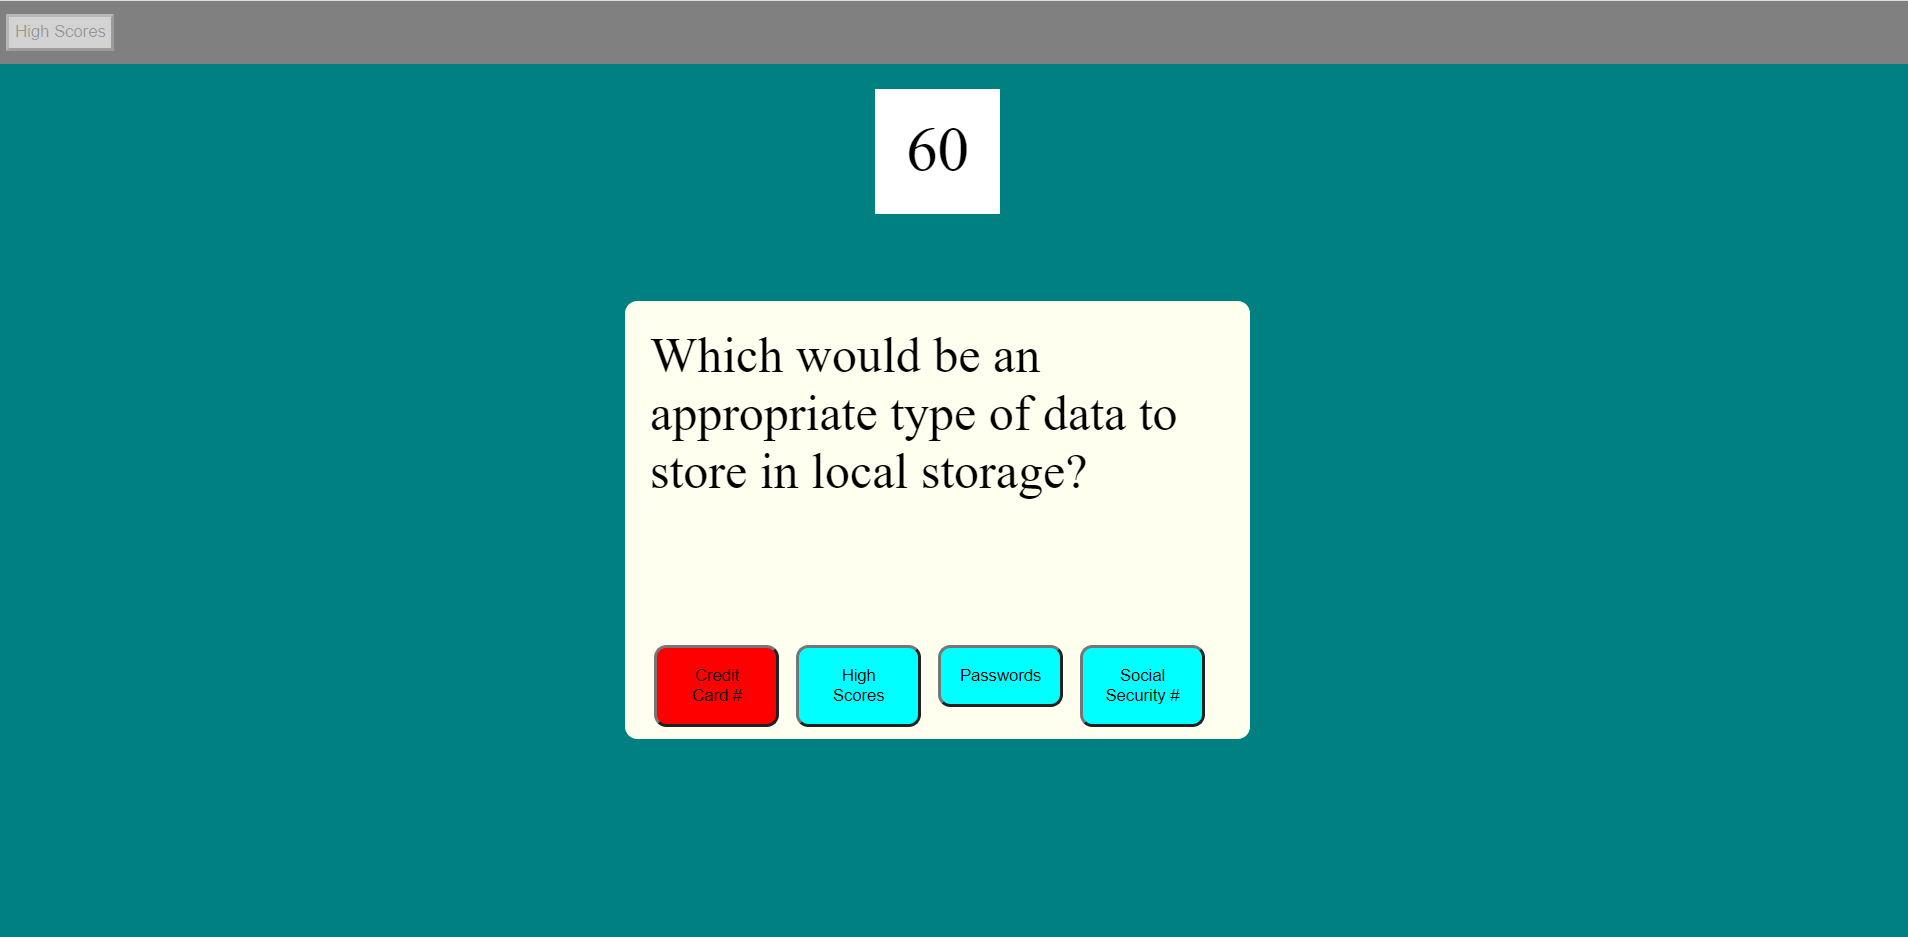 High Scores
60
Which would be an
appropriate type of data to
store in local storage?
Credit
Card #
High
Scores
Passwords
Social
Security #